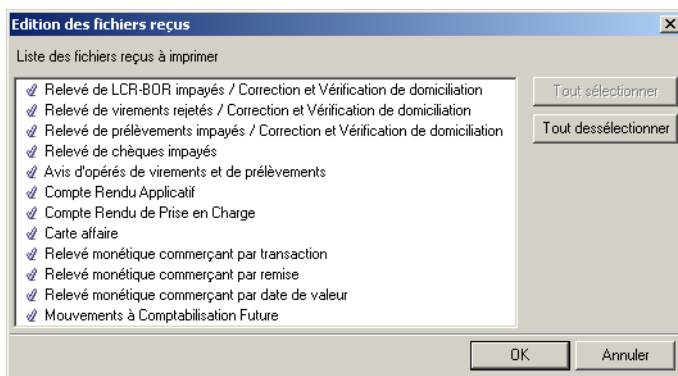 Edition des fichiers reçus
Liste des fichiers reçus à imprimer
Relevé de LCR-BOR impayés / Correction et Vérification de domiciliation
Relevé de virements rejetés / Correction et Vérification de domiciliation
Relevé de prélèvements impayés / Correction et Vérification de domiciliation
Relevé de chèques impayés
Avis d'opérés de virements et de prélèvements
Compte Rendu Applicatif
Compte Rendu de Prise en Charge
Carte affaire
Relevé monétique commerçant par transaction
Relevé monétique commerçant par remise
Relevé monétique commerçant par date de valeur
Mouvements à Comptabilisation Future
Tout sélectionner
Tout dessélectionner
OK
Annuler